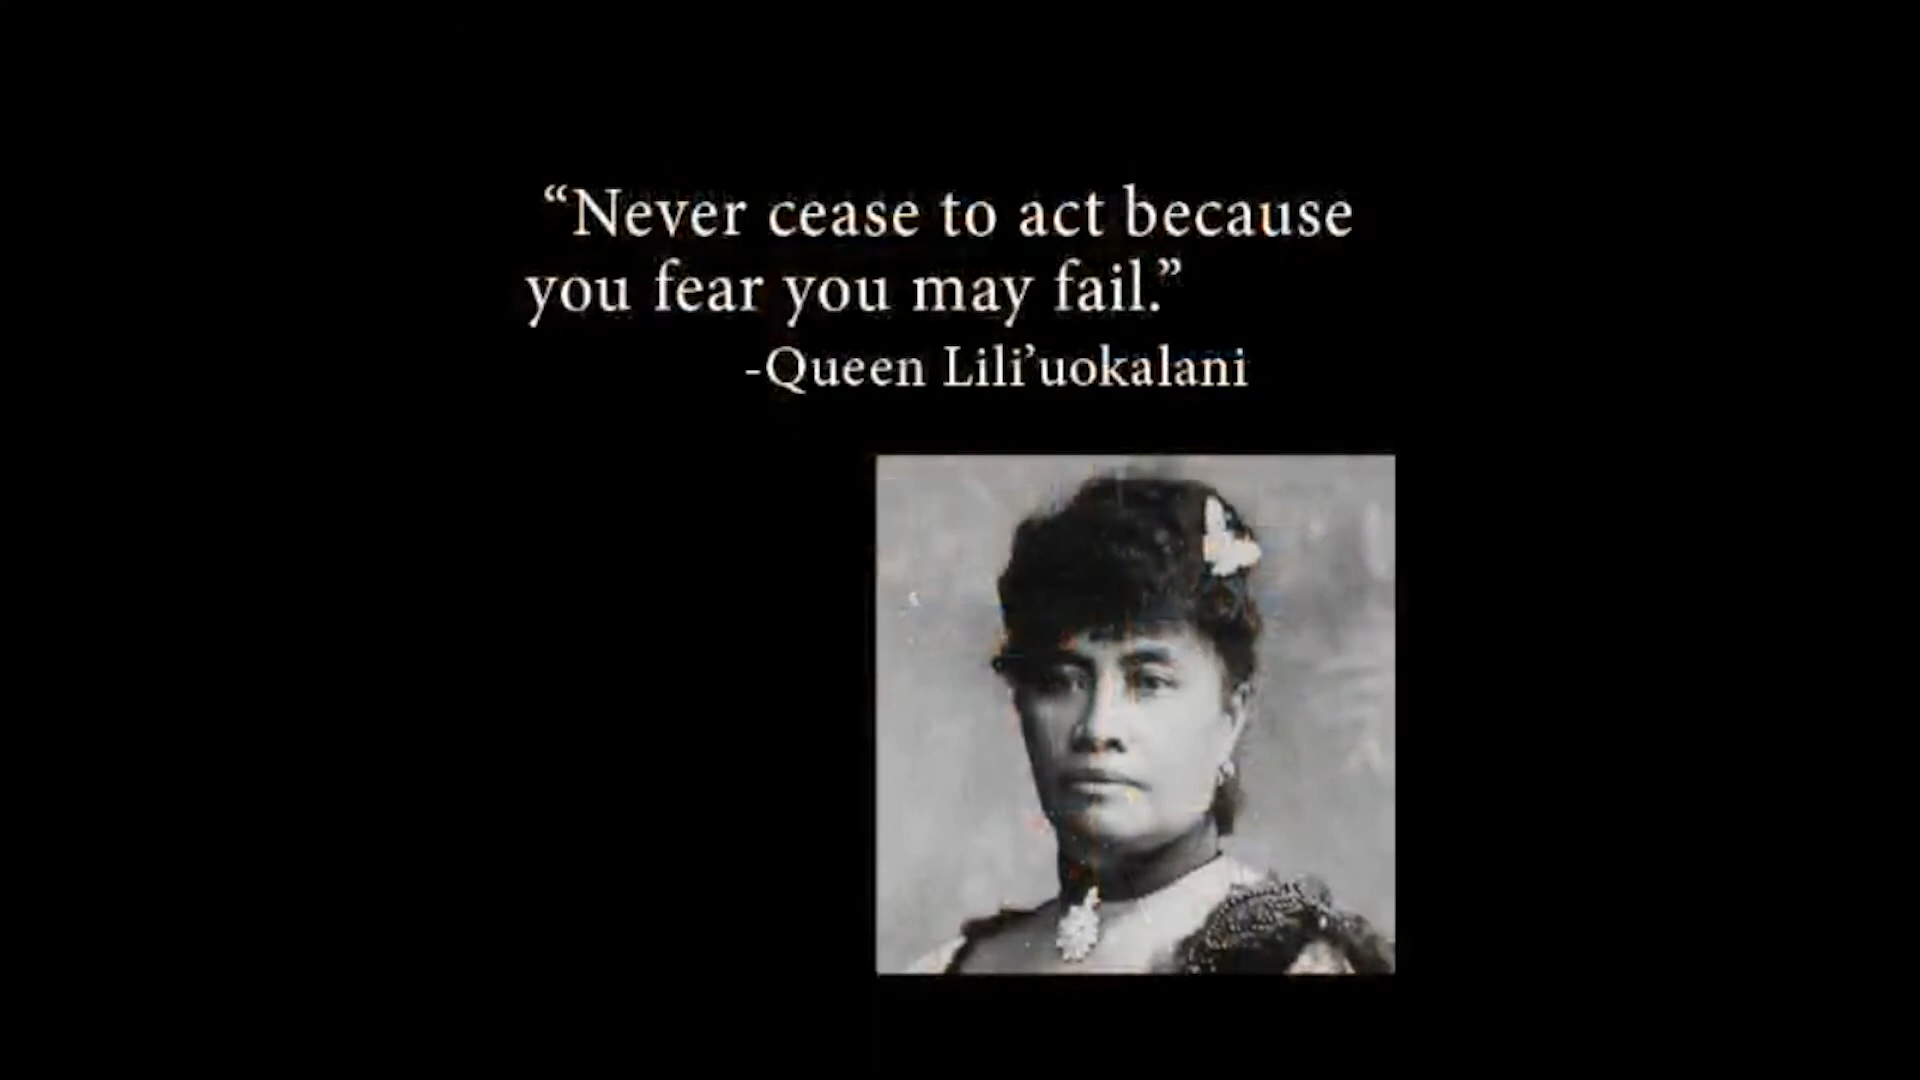 “Never cease to act because
you fear you may fail.”
-Queen Lili’uokalani